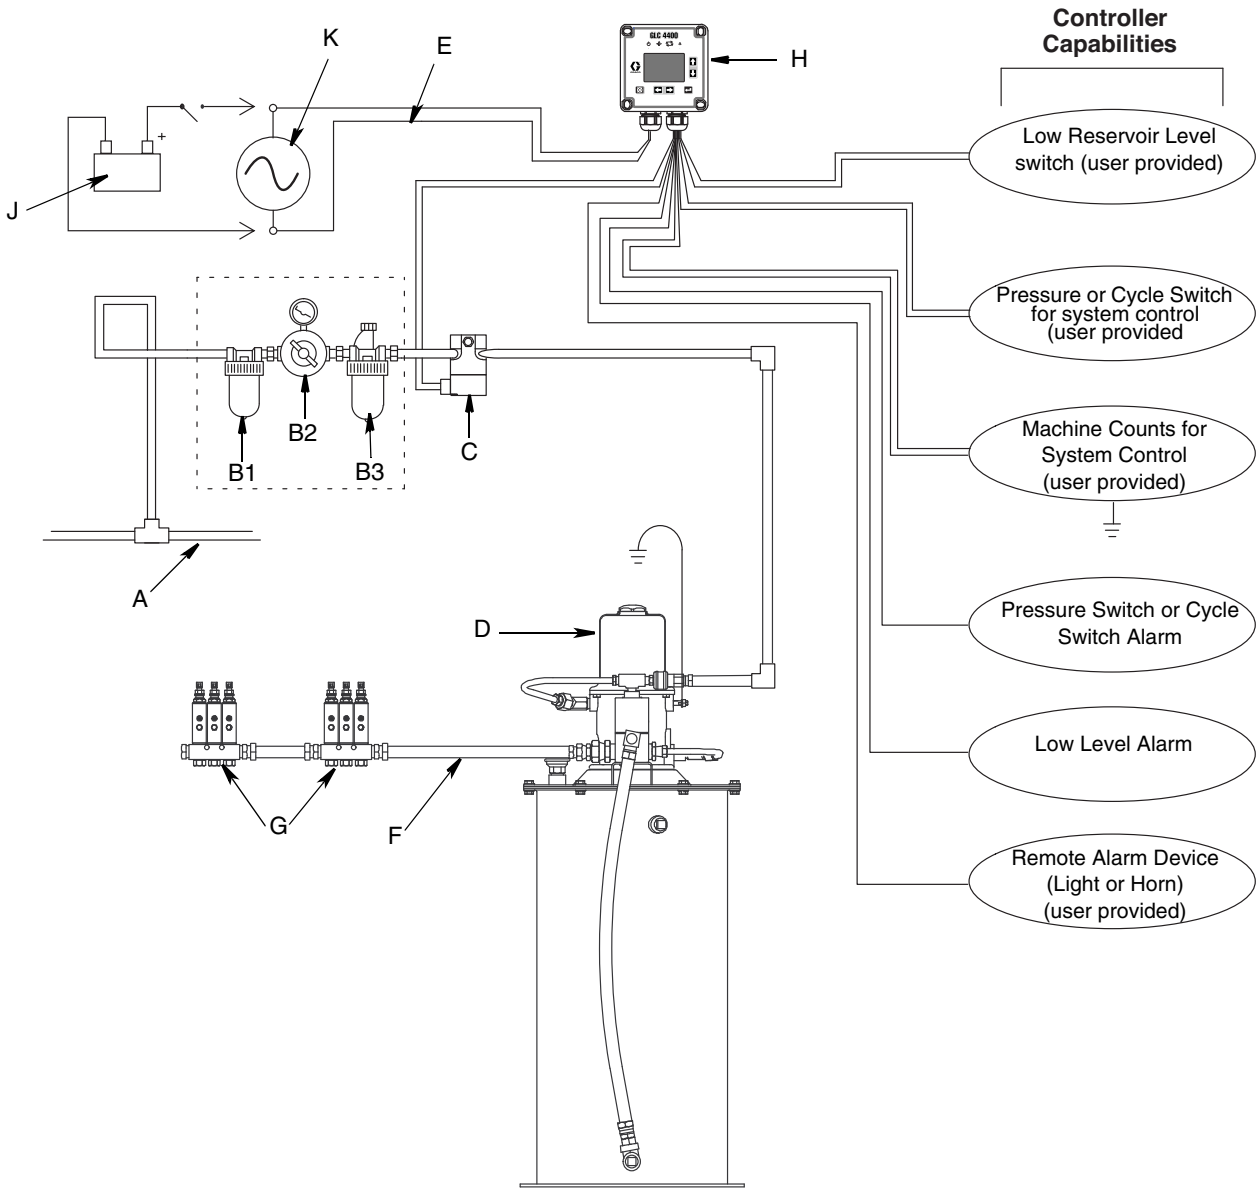 Controller
Capabilities
K
E
GLC 4400
H
+
J
Low Reservoir Level
switch (user provided)
Pressure or Cycle Switch
for system control
(user provided
B1
B2
B3
C
Machine Counts for
System Control
(user provided)
A
D
Pressure Switch or Cycle
Switch Alarm
Low Level Alarm
G
F
Remote Alarm Device
(Light or Horn)
(user provided)